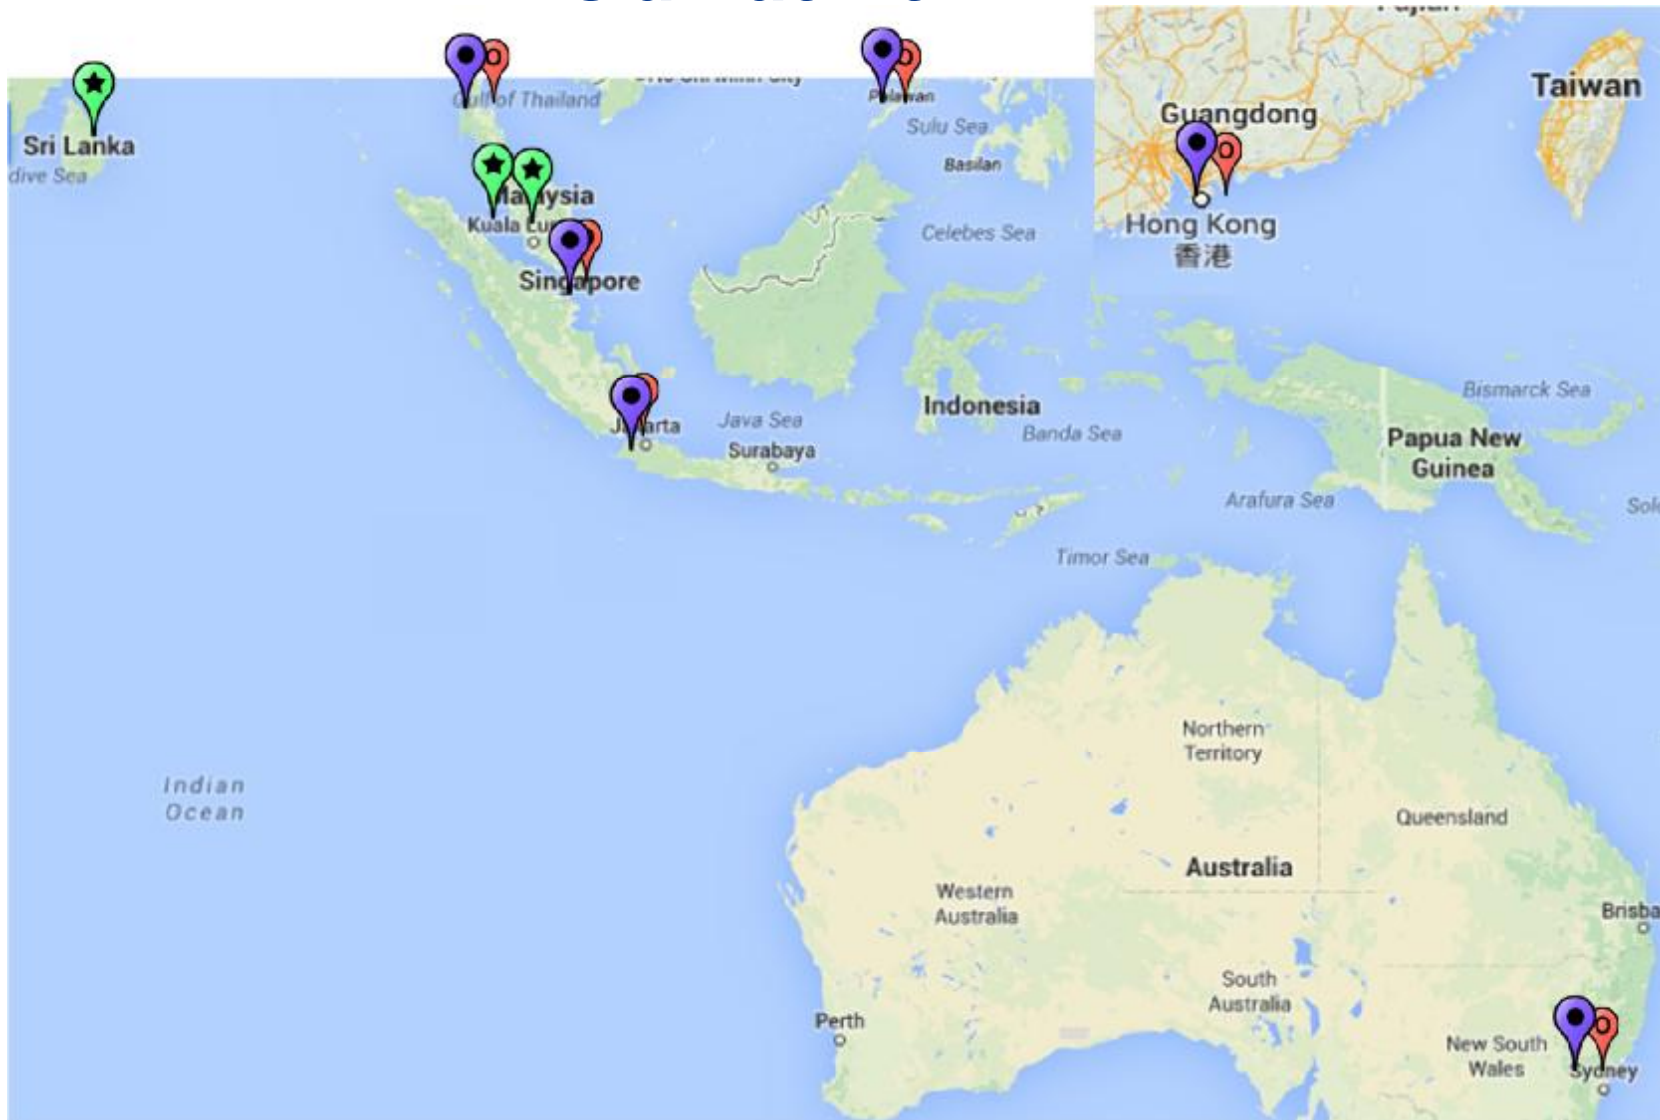 Taiwan
Guangdong
Hong Kong
香港
Gulf of Thailand
Palawan
Sulu Sea
Basilan
Sri Lanka
dive Sea
Malaysia
Kuala Lum
Celebes Sea
Singapore
Indonesia
Bismarck Sea
Jakarta
Java Sea
Surabaya
Banda Sea
Papua New
Guinea
Arafura Sea
Solo
Timor Sea
Northern
Territory
Indian
Ocean
Queensland
Australia
Western
Australia
Brisba
South
Australia
Perth
New South
Wales
Sydney